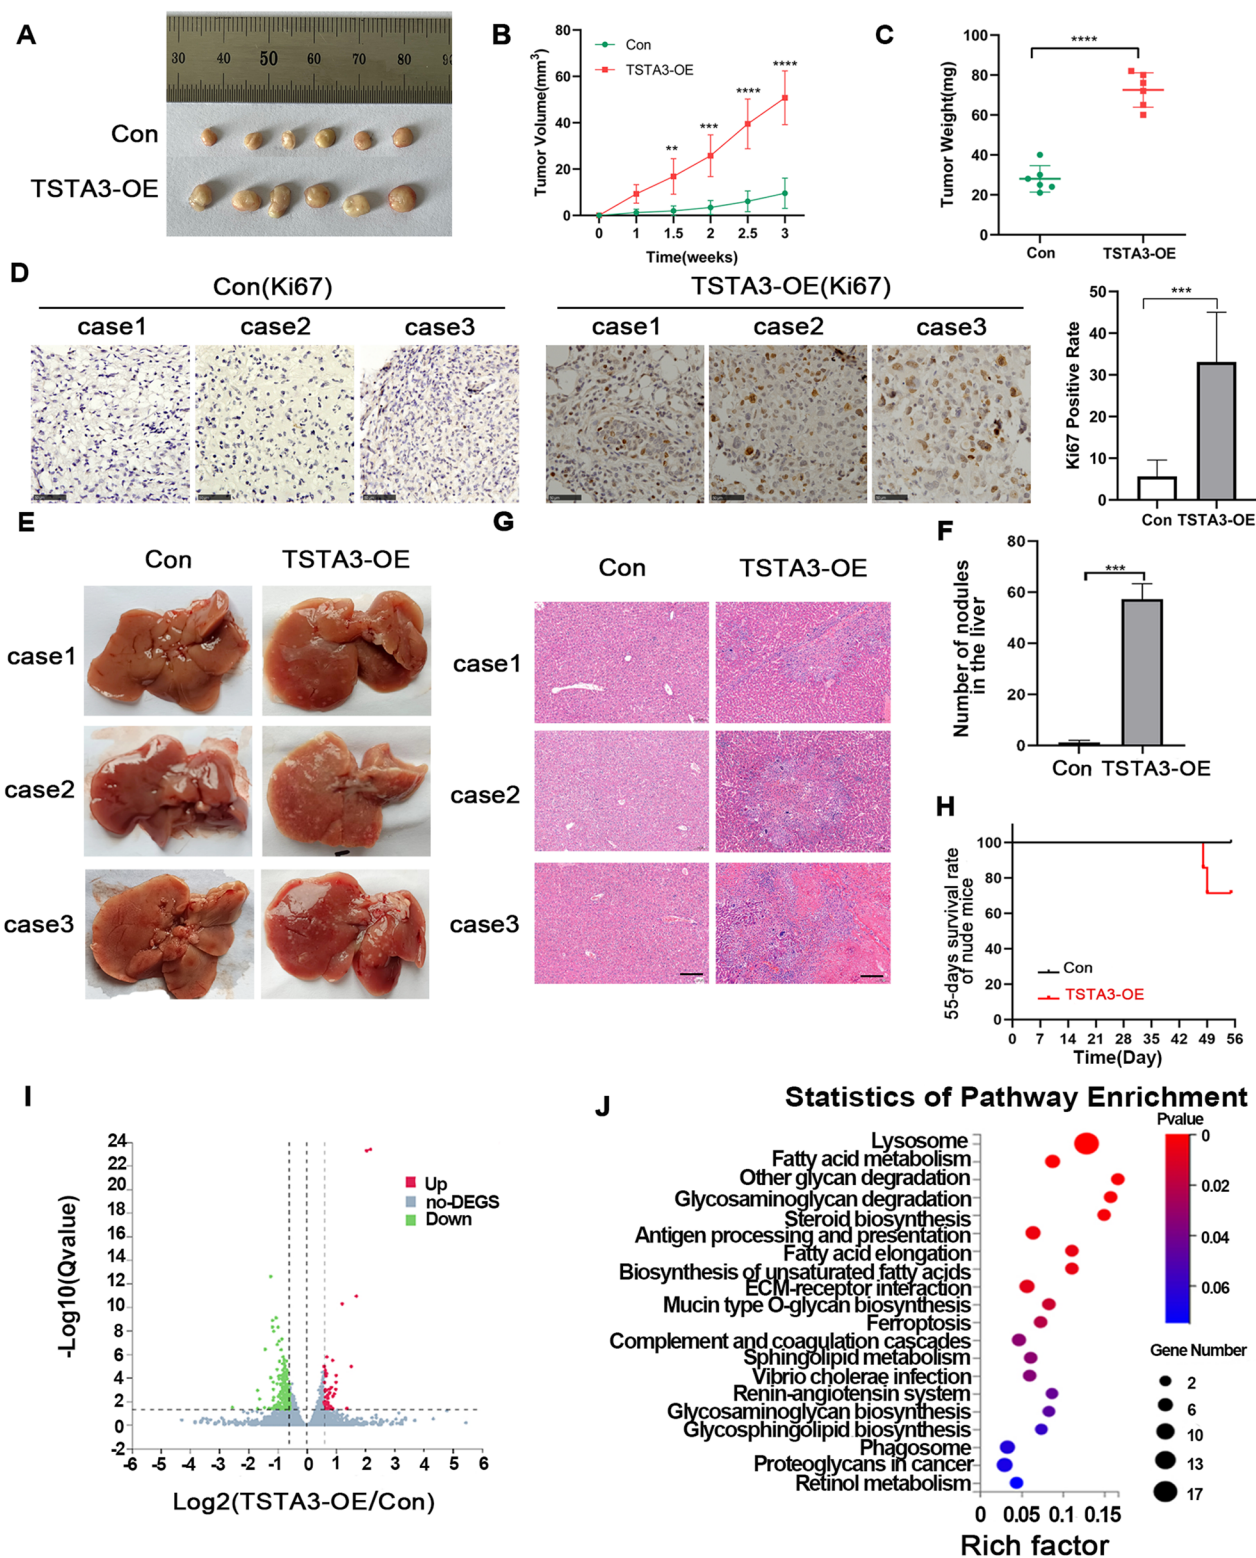 A
30 40 50 60 70 80 90
Con
TSTA3-OE
B
Tumor Volume(mm³)
80
60
40
20
0
Con
TSTA3-OE
**
***
****
****
0 1 1.5 2 2.5 3
Time(weeks)
C
Tumor Weight(mg)
100
80
60
40
20
0
****
Con TSTA3-OE
D
Con(Ki67)
case1 case2 case3
TSTA3-OE(Ki67)
case1 case2 case3
Ki67 Positive Rate
50
40
30
20
10
0
***
Con TSTA3-OE
E
Con TSTA3-OE
case1
case2
case3
G
Con TSTA3-OE
case1
case2
case3
F
Number of nodules
in the liver
80
60
40
20
0
***
Con TSTA3-OE
H
55-days survival rate
of nude mice
100
80
60
40
20
0
Con
TSTA3-OE
0 7 14 21 28 35 42 49 56
Time(Day)
I
-Log10(Qvalue)
24
22
20
18
16
14
12
10
8
6
4
2
0
-2
Up
no-DEGS
Down
-6 -5 -4 -3 -2 -1 0 1 2 3 4 5 6
Log2(TSTA3-OE/Con)
J
Statistics of Pathway Enrichment
Lysosome
Fatty acid metabolism
Other glycan degradation
Glycosaminoglycan degradation
Steroid biosynthesis
Antigen processing and presentation
Fatty acid elongation
Biosynthesis of unsaturated fatty acids
ECM-receptor interaction
Mucin type O-glycan biosynthesis
Ferroptosis
Complement and coagulation cascades
Sphingolipid metabolism
Vibrio cholerae infection
Renin-angiotensin system
Glycosaminoglycan biosynthesis
Glycosphingolipid biosynthesis
Phagosome
Proteoglycans in cancer
Retinol metabolism
0 0.05 0.1 0.15
Rich factor
Pvalue
0
0.02
0.04
0.06
Gene Number
2
6
10
13
17